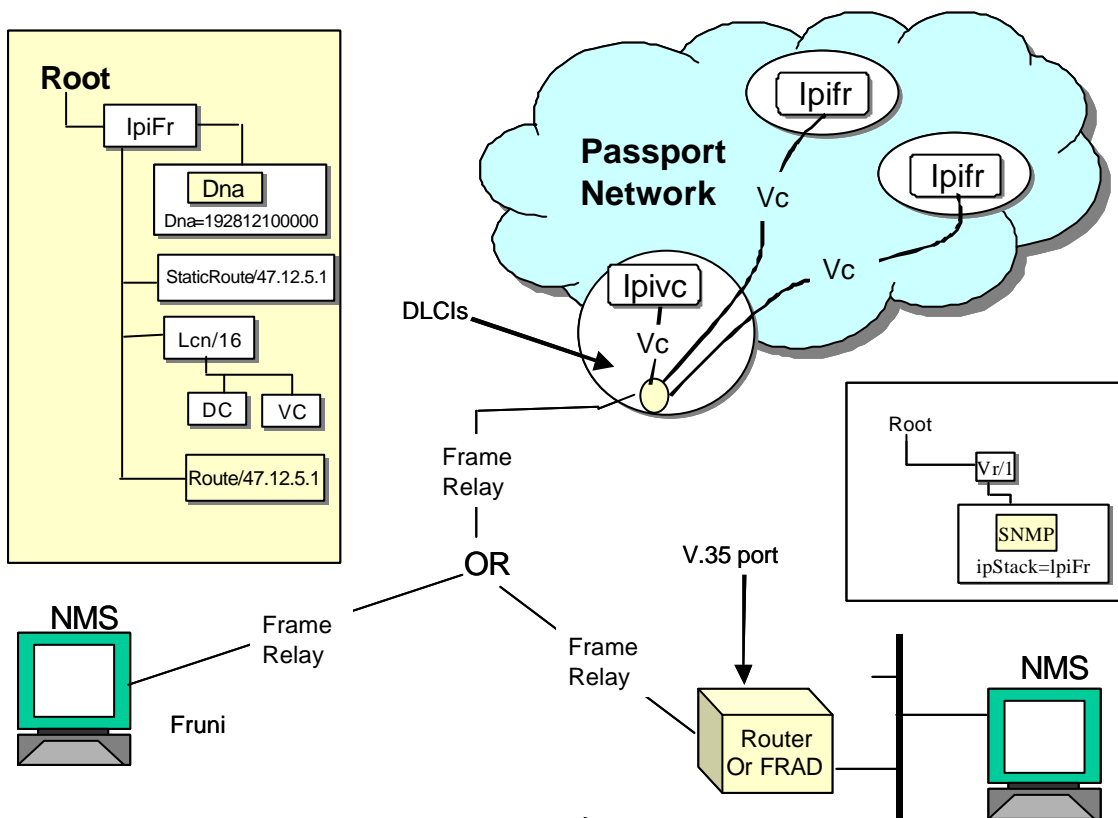 Root
IpiFr
Dna
Dna=192812100000
StaticRoute/47.12.5.1
Lcn/16
DC
VC
Route/47.12.5.1
Passport
Network
Ipifr
Ipifr
Vc
Vc
Ipivc
Vc
DLCIs
Frame
Relay
OR
Root
Vr/1
SNMP
ipStack=IpiFr
V.35 port
NMS
Frame
Relay
Fruni
Frame
Relay
Router
Or FRAD
NMS